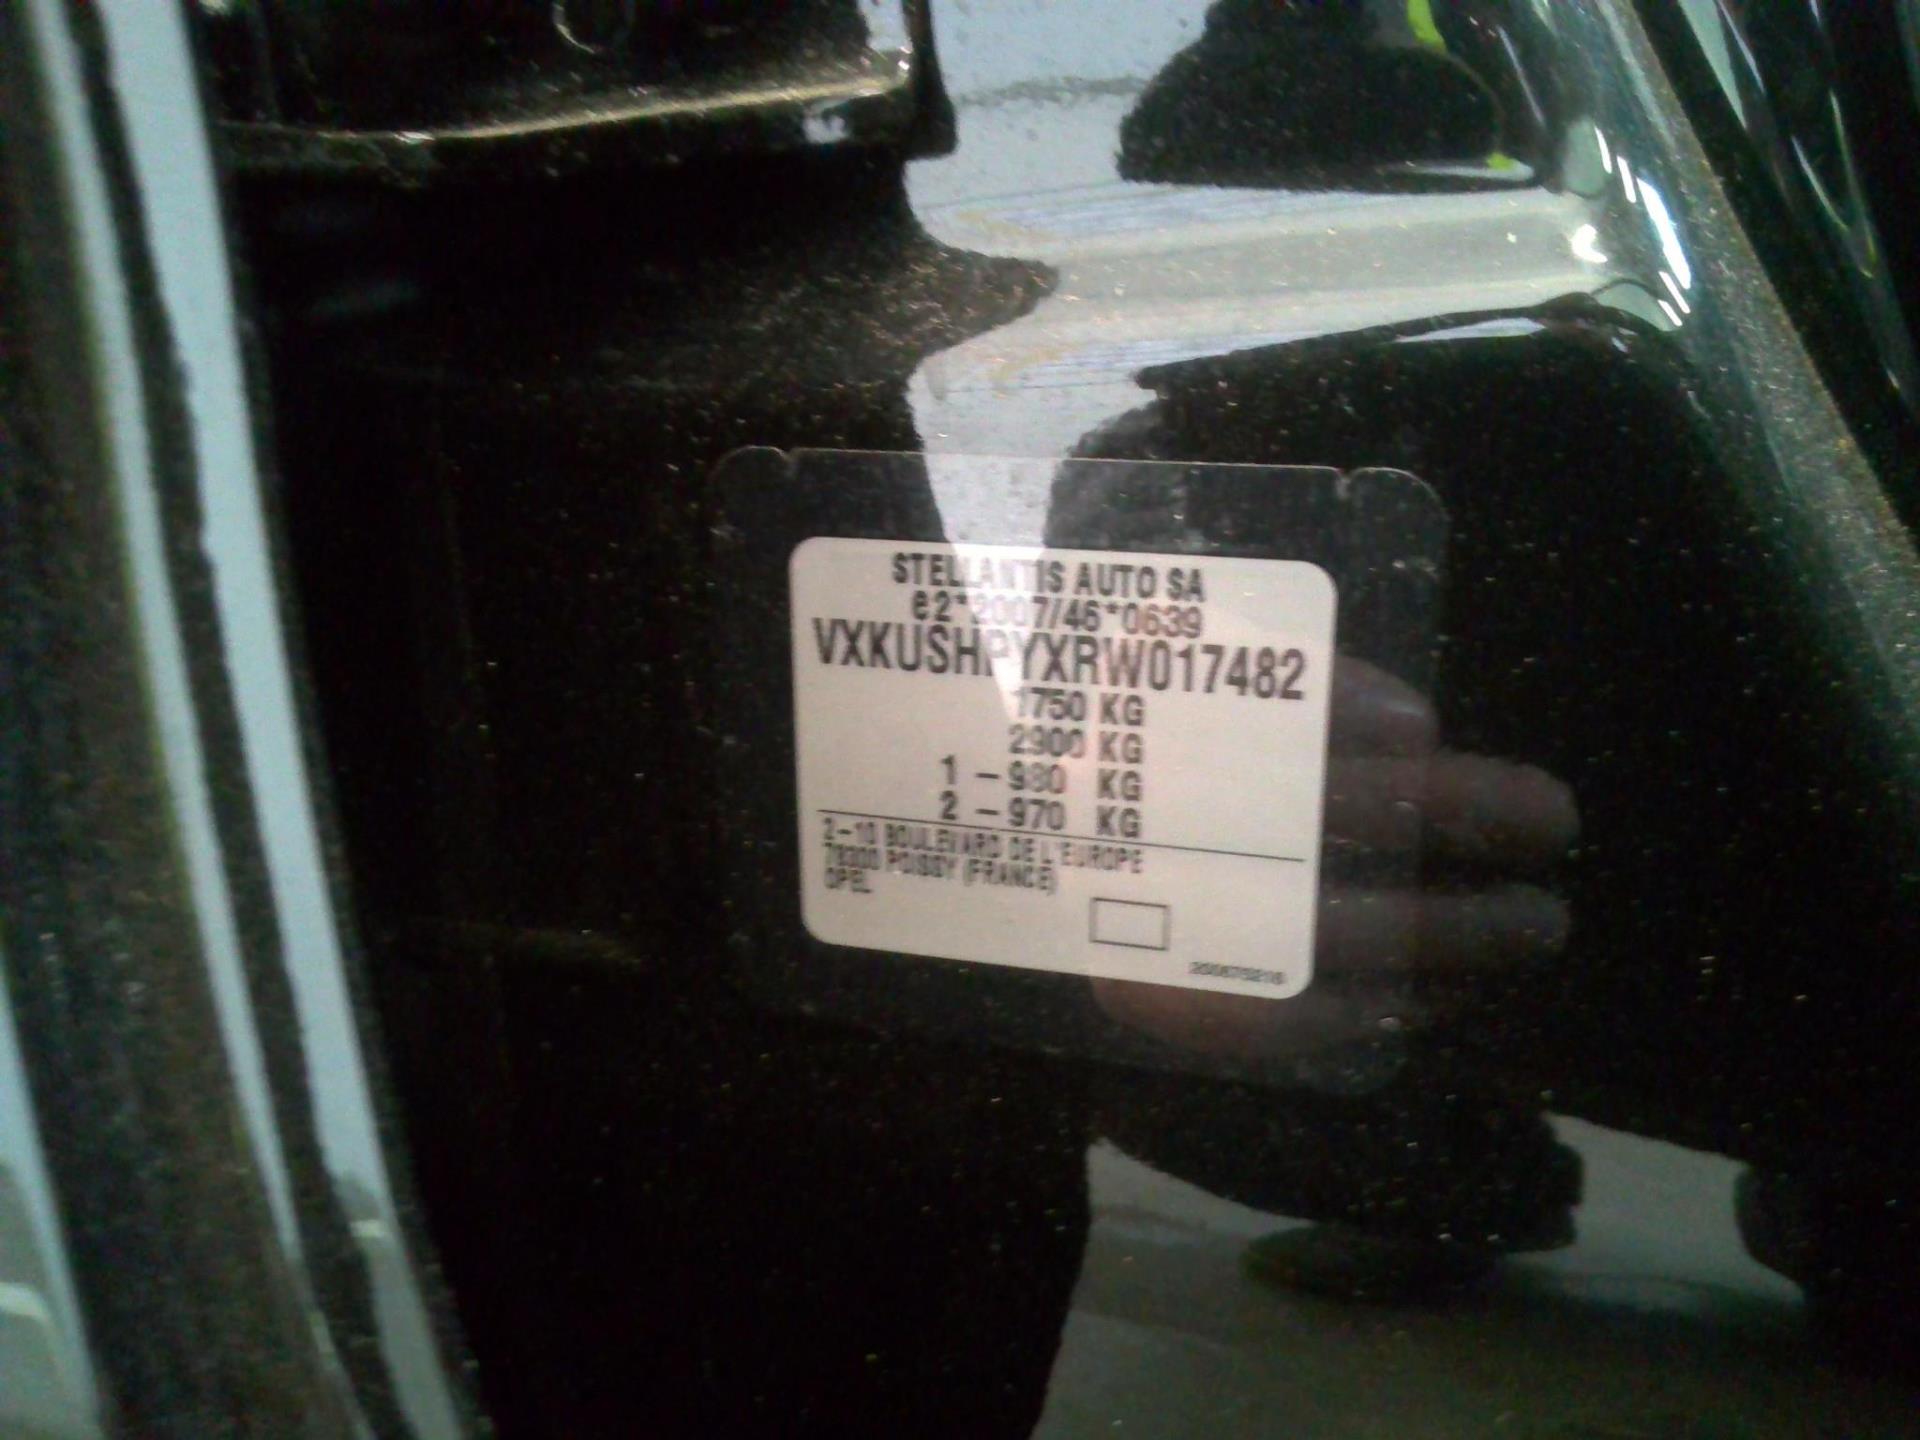 STELLANTIS AUTO SA
e2*2007/46*0639
VXKUSHPYXRW017482
1750 KG
2900 KG
1 – 980 KG
2 – 970 KG
2–10 BOULEVARD DE L'EUROPE
78300 POISSY (FRANCE)
OPEL